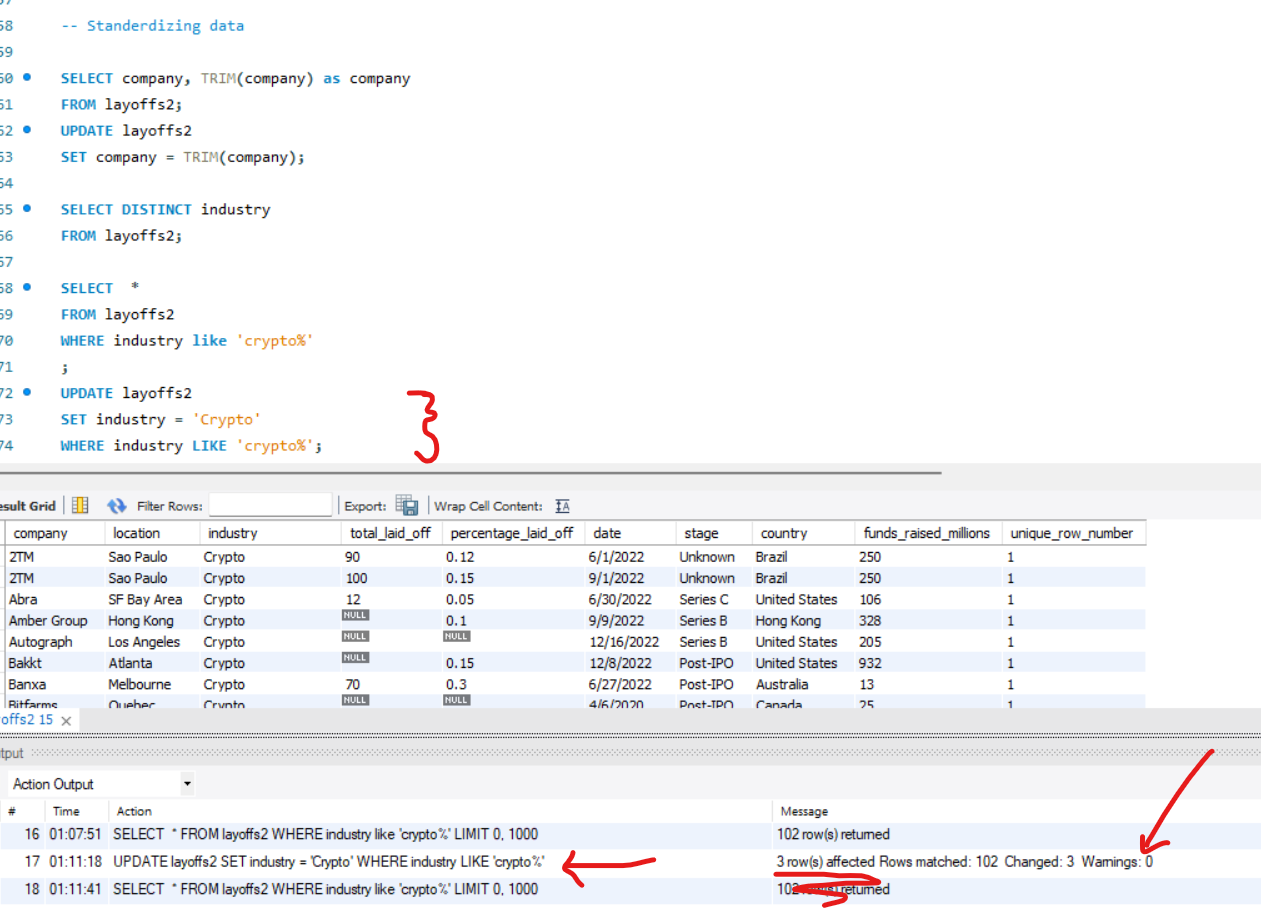 57
58 -- Standerdizing data
59
60 SELECT company, TRIM(company) as company
61 FROM layoffs2;
62 UPDATE layoffs2
63 SET company = TRIM(company);
64
65 SELECT DISTINCT industry
66 FROM layoffs2;
67
68 SELECT *
69 FROM layoffs2
70 WHERE industry like 'crypto%'
71 ;
72 UPDATE layoffs2
73 SET industry = 'Crypto'
74 WHERE industry LIKE 'crypto%';
esult Grid Filter Rows: Export: Wrap Cell Content: IA
company location industry total_laid_off percentage_laid_off date stage country funds_raised_millions unique_row_number
2TM Sao Paulo Crypto 90 0.12 6/1/2022 Unknown Brazil 250 1
2TM Sao Paulo Crypto 100 0.15 9/1/2022 Unknown Brazil 250 1
Abra SF Bay Area Crypto 12 0.05 6/30/2022 Series C United States 106 1
Amber Group Hong Kong Crypto NULL 0.1 9/9/2022 Series B Hong Kong 328 1
Autograph Los Angeles Crypto NULL NULL 12/16/2022 Series B United States 205 1
Bakkt Atlanta Crypto NULL 0.15 12/8/2022 Post-IPO United States 932 1
Banxa Melbourne Crypto 70 0.3 6/27/2022 Post-IPO Australia 13 1
Bitfarms Quebec Crypto NULL NULL 4/6/2020 Post-IPO Canada 25 1
offs2 15
tput
Action Output
# Time Action Message
16 01:07:51 SELECT * FROM layoffs2 WHERE industry like 'crypto%' LIMIT 0, 1000 102 row(s) returned
17 01:11:18 UPDATE layoffs2 SET industry = 'Crypto' WHERE industry LIKE 'crypto%' 3 row(s) affected Rows matched: 102 Changed: 3 Warnings: 0
18 01:11:41 SELECT * FROM layoffs2 WHERE industry like 'crypto%' LIMIT 0, 1000 102 row(s) returned